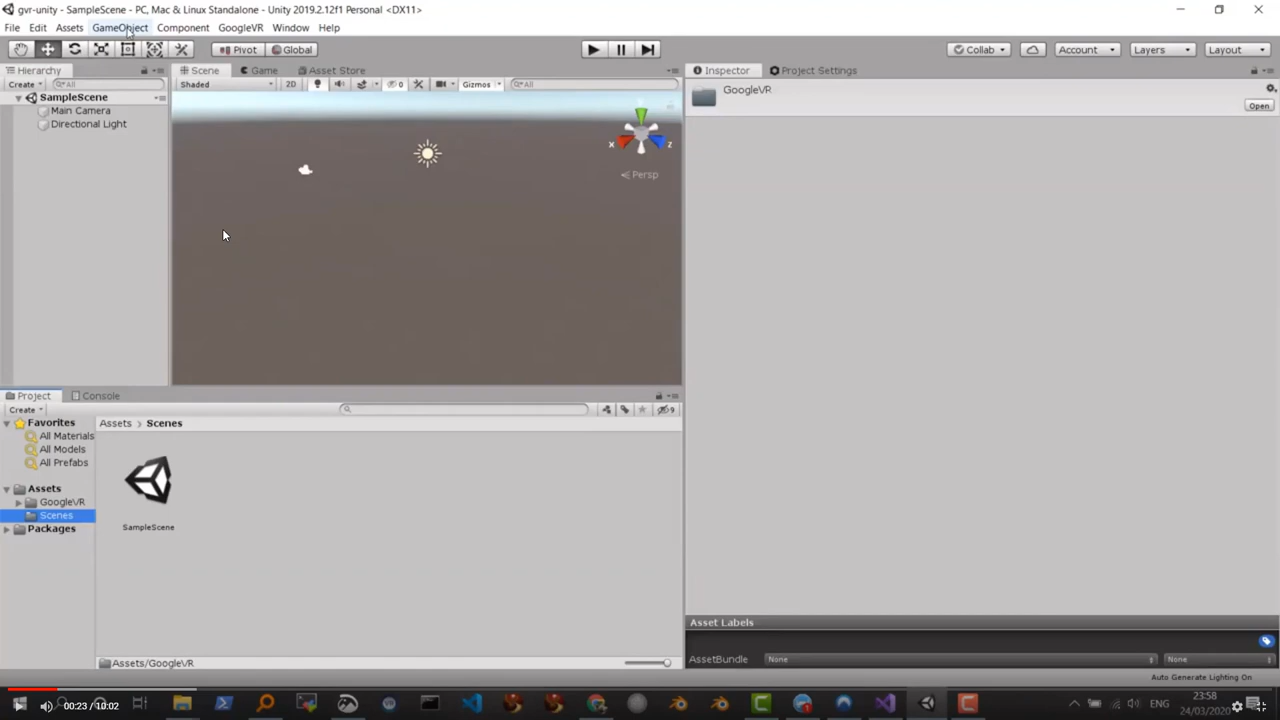 gvr-unity - SampleScene - PC, Mac & Linux Standalone - Unity 2019.2.12f1 Personal <DX11>
File Edit Assets GameObject Component GoogleVR Window Help
Pivot Global Collab Account Layers Layout
Hierarchy Scene Game Asset Store Inspector Project Settings
Create All Shaded 2D 0 Gizmos All
GoogleVR
Open
SampleScene
Main Camera
Directional Light
Persp
X Z
Project Console
Create 9
Favorites
All Materials
All Models
All Prefabs
Assets
GoogleVR
Scenes
Packages
Assets > Scenes
SampleScene
Assets/GoogleVR
Asset Labels
AssetBundle None None
Auto Generate Lighting On
00:23 / 10:02
ENG
23:58
24/03/2020